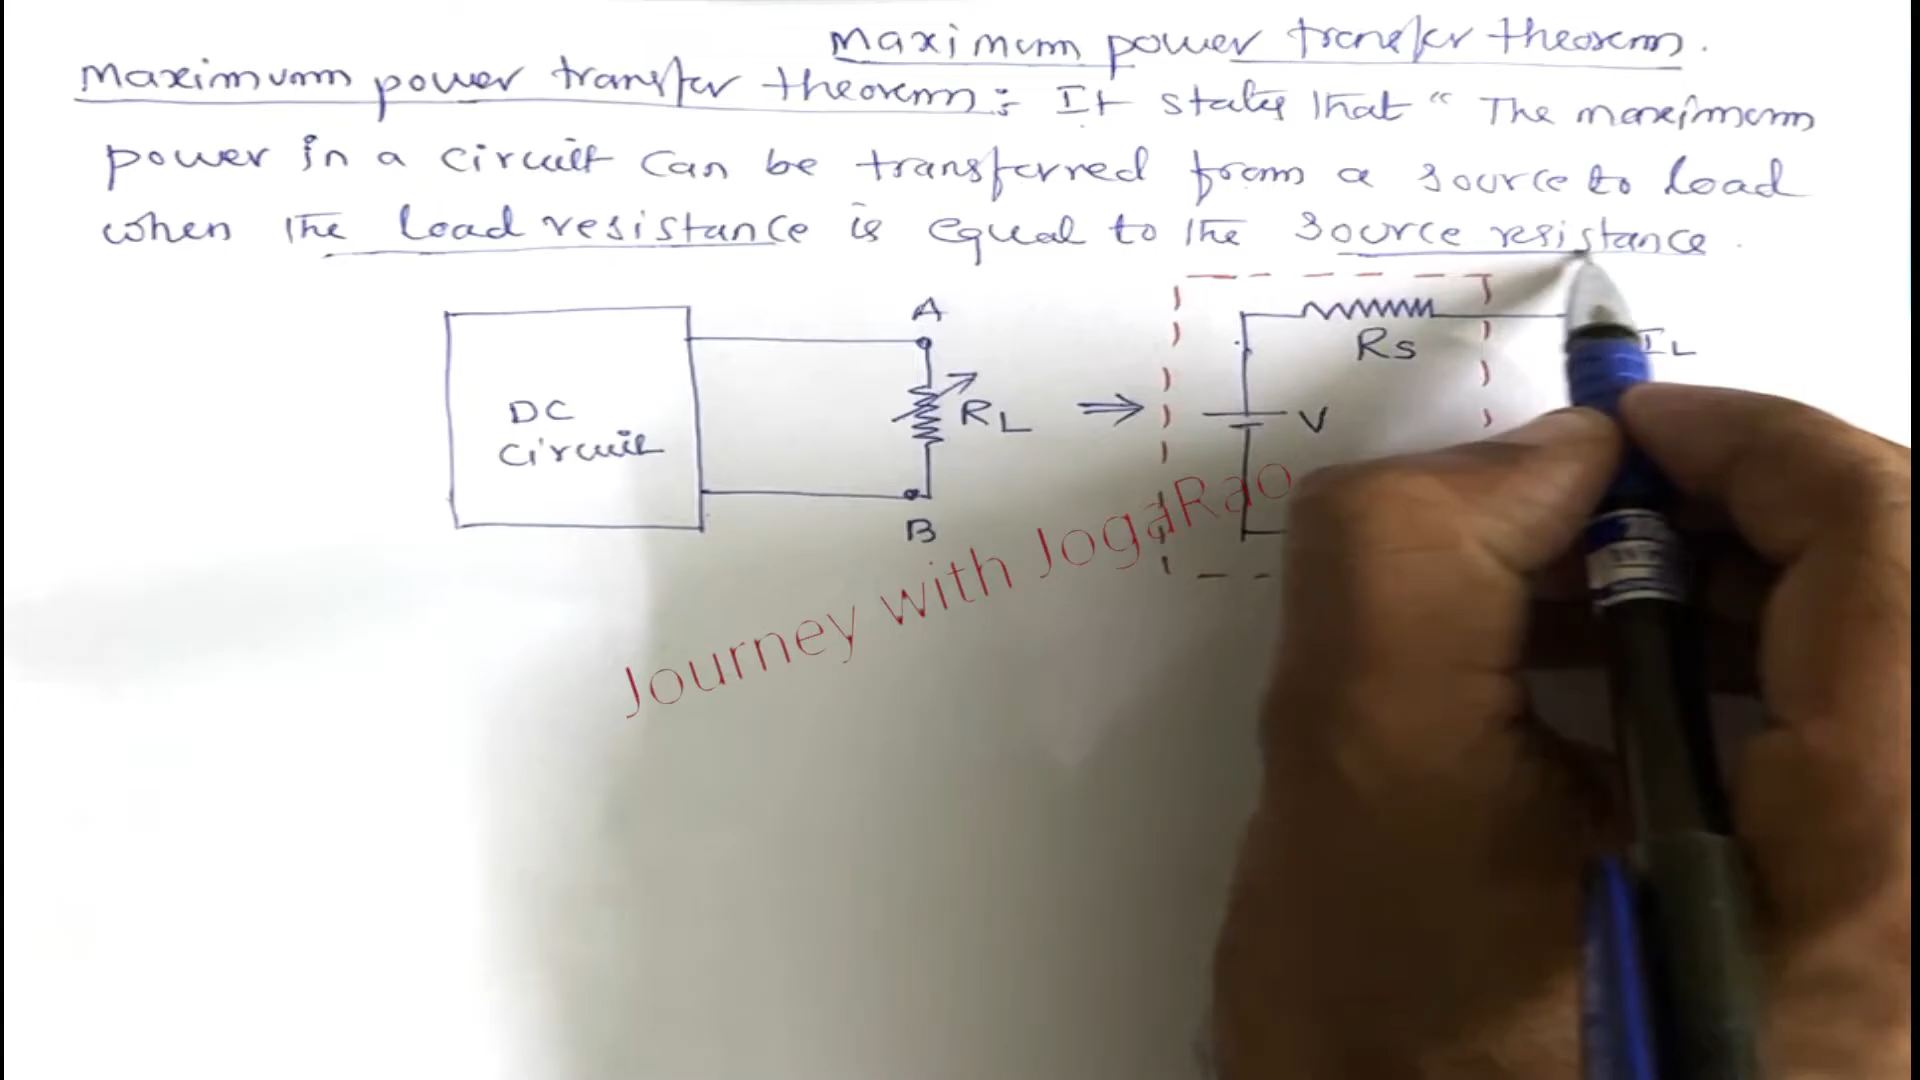 Maximum power transfer theorem.
Maximum power transfer theorem: It states that " The maximum
power in a circuit can be transferred from a source to load
when the load resistance is equal to the source resistance.
A
Rs
IL
DC
circuit
RL
V
B
Journey with JogaRao